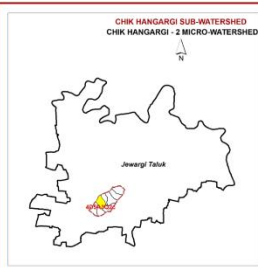 CHIK HANGARGI SUB-WATERSHED
CHIK HANGARGI - 2 MICRO-WATERSHED
N
Jewargi Taluk